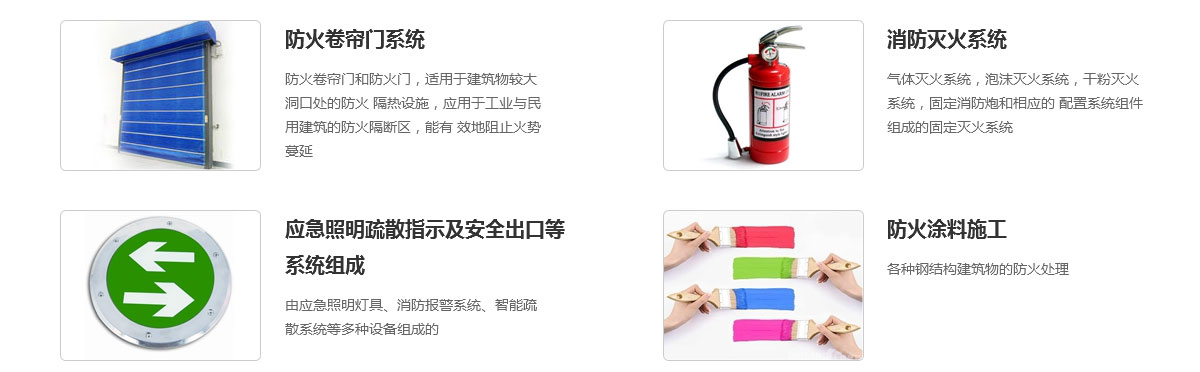 防火卷帘门系统
防火卷帘门和防火门，适用于建筑物较大
洞口处的防火 隔热设施，应用于工业与民
用建筑的防火隔断区，能有 效地阻止火势
蔓延
消防灭火系统
气体灭火系统，泡沫灭火系统，干粉灭火
系统，固定消防炮和相应的 配置系统组件
组成的固定灭火系统
应急照明疏散指示及安全出口等
系统组成
由应急照明灯具、消防报警系统、智能疏
散系统等多种设备组成的
防火涂料施工
各种钢结构建筑物的防火处理